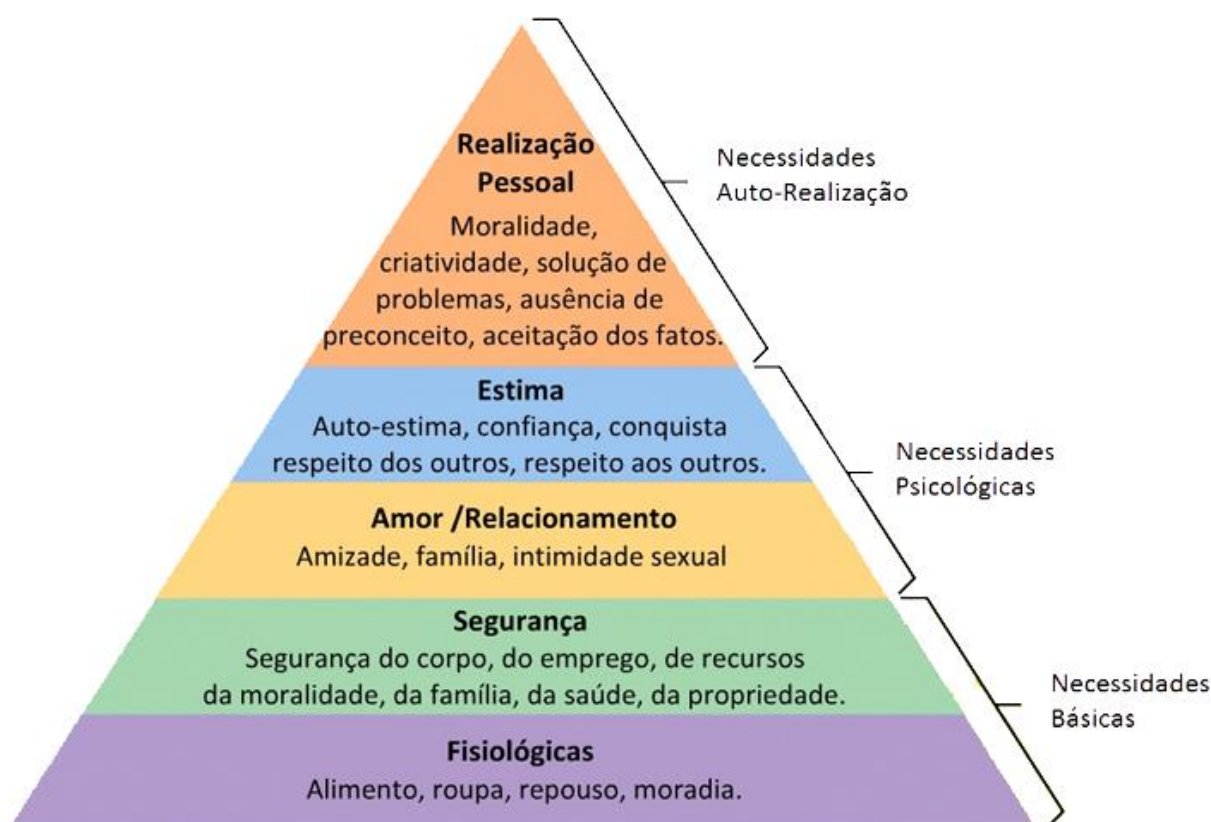 Realização
Pessoal
Moralidade,
criatividade, solução de
problemas, ausência de
preconceito, aceitação dos fatos.
Necessidades
Auto-Realização
Estima
Auto-estima, confiança, conquista
respeito dos outros, respeito aos outros.
Necessidades
Psicológicas
Amor /Relacionamento
Amizade, família, intimidade sexual
Segurança
Segurança do corpo, do emprego, de recursos
da moralidade, da família, da saúde, da propriedade.
Necessidades
Básicas
Fisiológicas
Alimento, roupa, repouso, moradia.